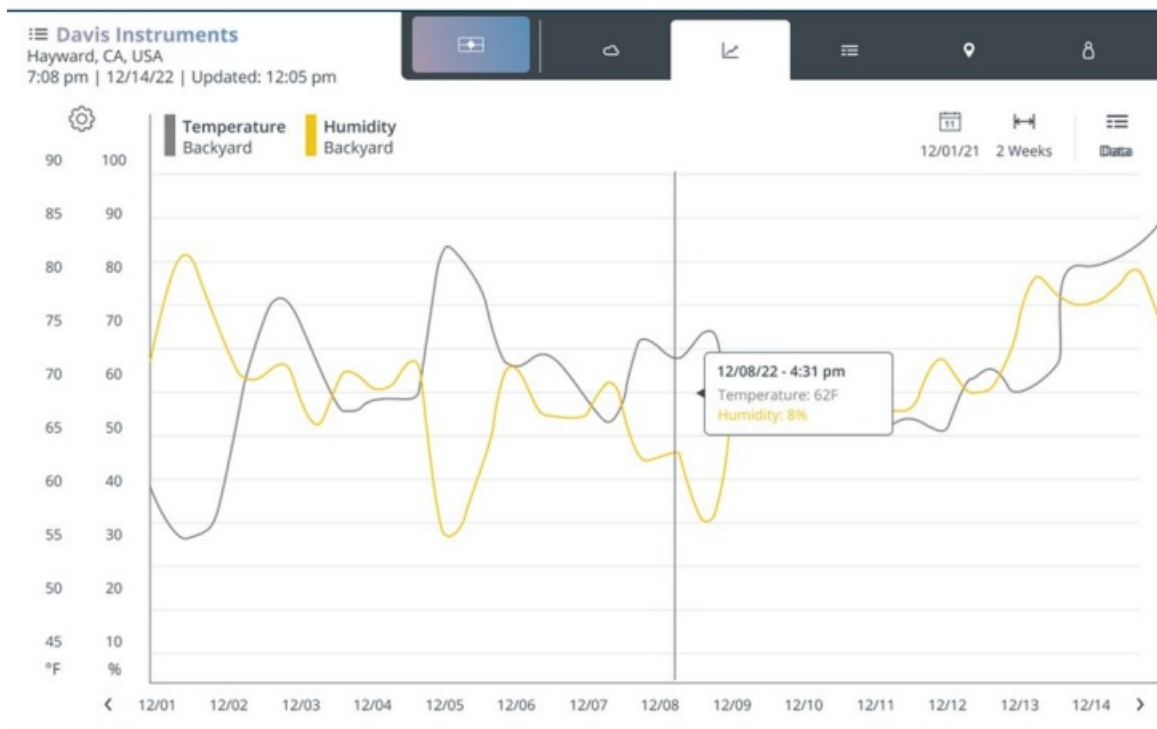 Davis Instruments
Hayward, CA, USA
7:08 pm | 12/14/22 | Updated: 12:05 pm
Temperature
Backyard
Humidity
Backyard
11
12/01/21
2 Weeks
Data
90 100
85 90
80 80
75 70
70 60
65 50
60 40
55 30
50 20
45 10
°F %
12/08/22 - 4:31 pm
Temperature: 62F
Humidity: 8%
12/01 12/02 12/03 12/04 12/05 12/06 12/07 12/08 12/09 12/10 12/11 12/12 12/13 12/14